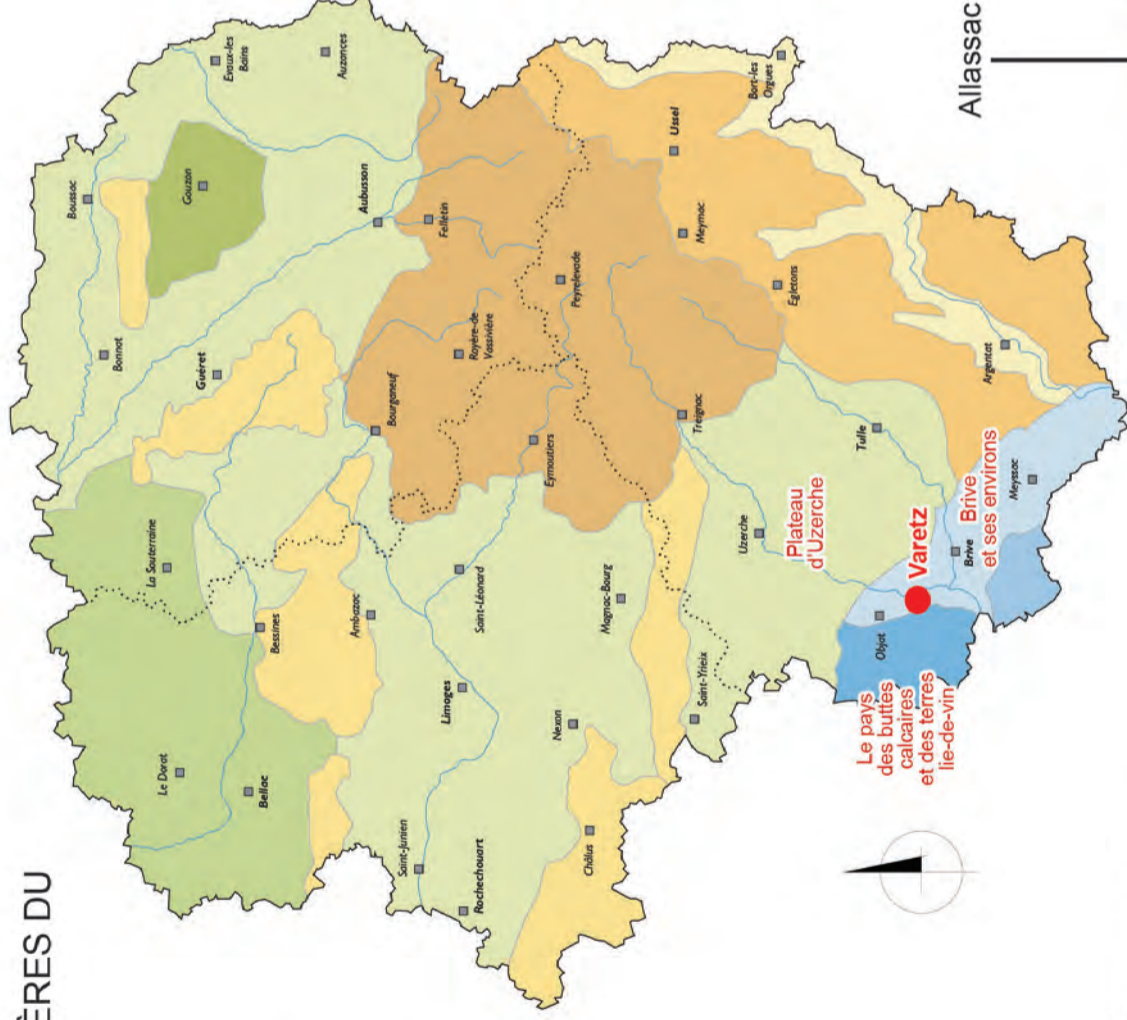 ÈRES DU
Evaux-les
Bains
Auzances
Boussac
Gouzon
Bonnat
Guéret
Aubusson
Felletin
La Souterraine
Le Dorat
Bellac
Bessines
Ambazac
Bourganeuf
Royère-de
Vassivière
Peyrelevade
Eymoutiers
Saint-Junien
Rochechouart
Limoges
Saint-Léonard
Nexon
Magnac-Bourg
Châlus
Saint-Yrieix
Treignac
Meymac
Ussel
Bort-les
Orgues
Egletons
Uzerche
Plateau
d'Uzerche
Tulle
Argentat
Objat
Varetz
Brive
Brive
et ses environs
Meyssac
Le pays
des buttes
calcaires
et des terres
lie-de-vin
Allassac